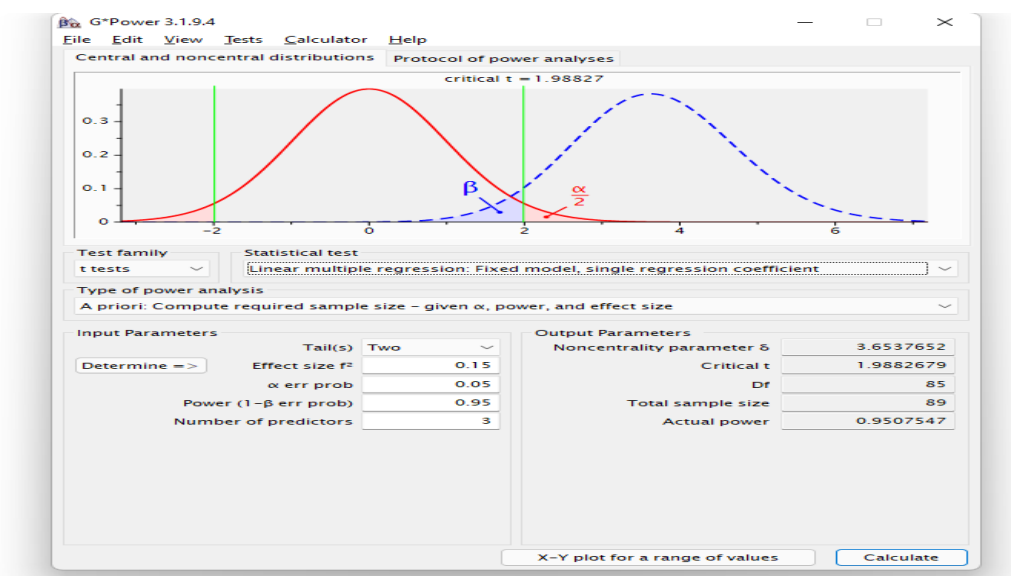 G*Power 3.1.9.4
File Edit View Tests Calculator Help
Central and noncentral distributions Protocol of power analyses
critical t = 1.98827
0.3
0.2
0.1
0
β
α
2
-2 0 2 4 6
Test family Statistical test
t tests Linear multiple regression: Fixed model, single regression coefficient
Type of power analysis
A priori: Compute required sample size - given α, power, and effect size
Input Parameters Output Parameters
Tail(s) Two Noncentrality parameter δ 3.6537652
Determine => Effect size f² 0.15 Critical t 1.9882679
α err prob 0.05 Df 85
Power (1-β err prob) 0.95 Total sample size 89
Number of predictors 3 Actual power 0.9507547
X-Y plot for a range of values Calculate